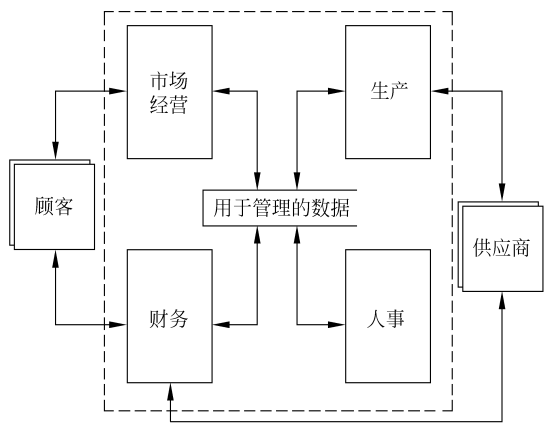 市场
经营
生产
顾客
用于管理的数据
供应商
财务
人事